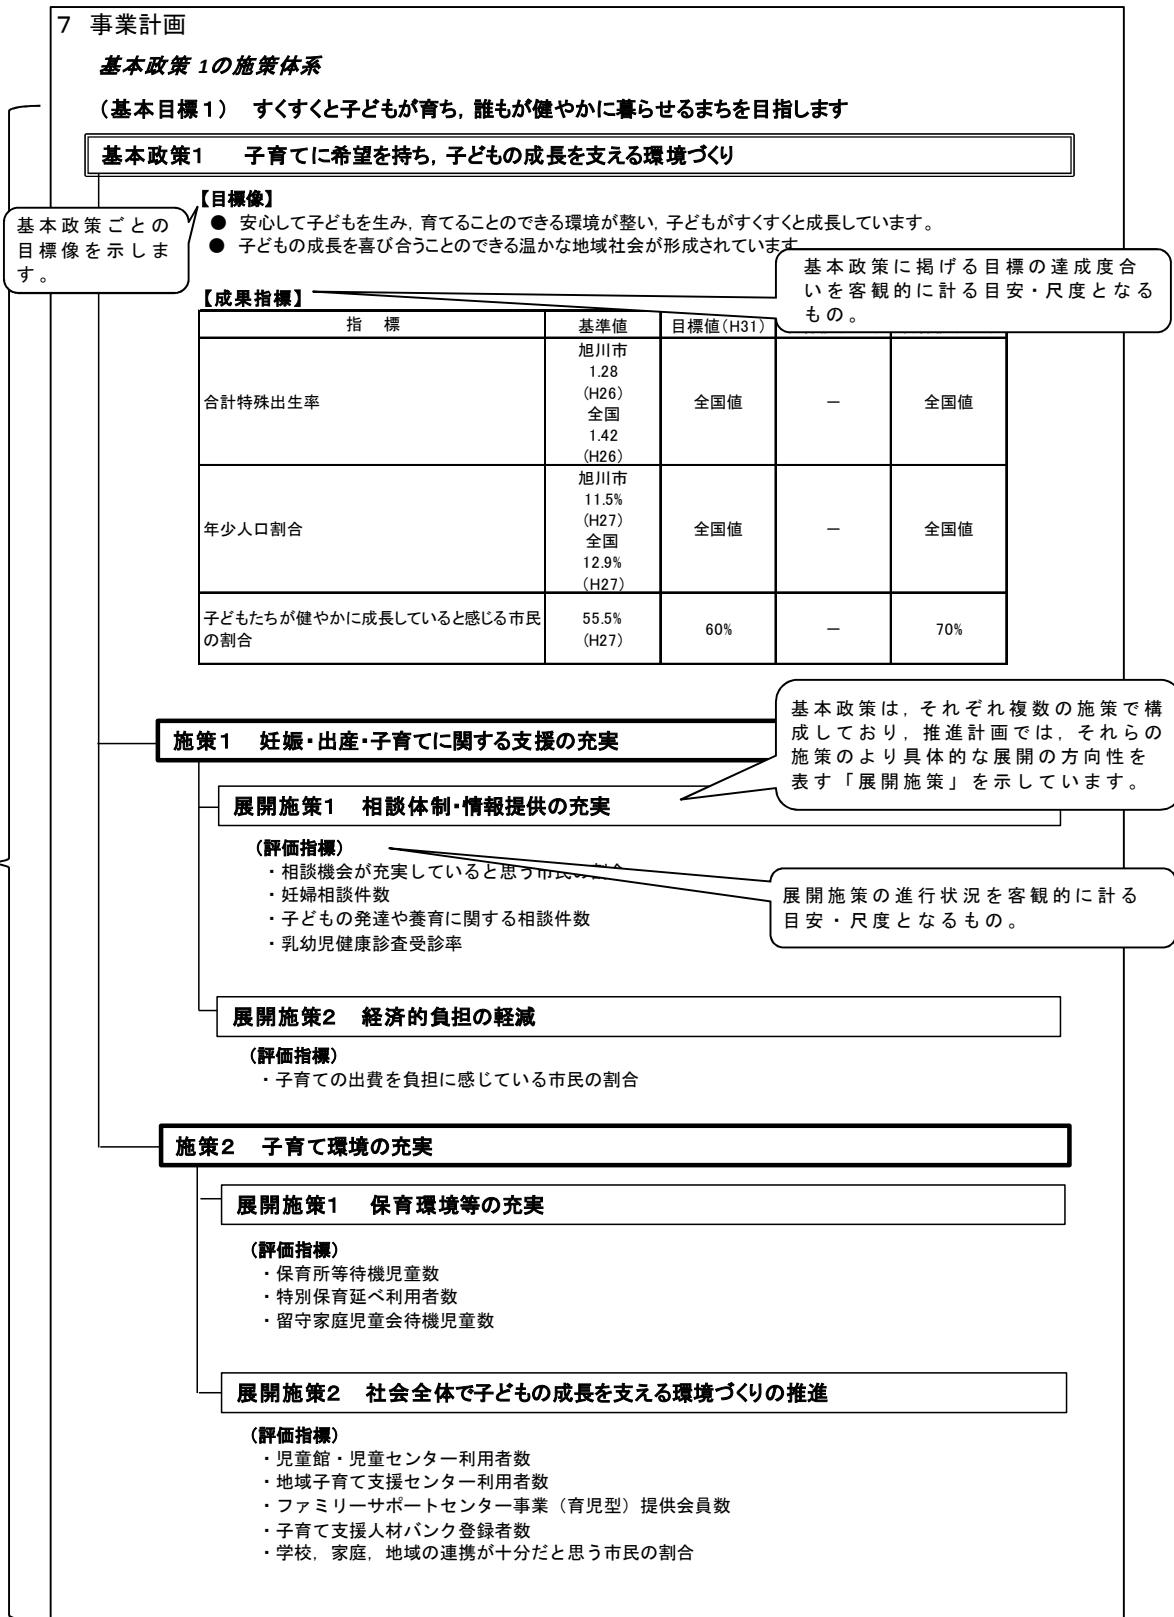 7 事業計画
基本政策 1の施策体系
（基本目標１） すくすくと子どもが育ち，誰もが健やかに暮らせるまちを目指します
基本政策1 子育てに希望を持ち，子どもの成長を支える環境づくり
【目標像】
● 安心して子どもを生み，育てることのできる環境が整い，子どもがすくすくと成長しています。
● 子どもの成長を喜び合うことのできる温かな地域社会が形成されています
基本政策ごとの
目標像を示しま
す。
基本政策に掲げる目標の達成度合
いを客観的に計る目安・尺度となる
もの。
【成果指標】
指 標 基準値 目標値（H31）
合計特殊出生率
旭川市
1.28
(H26)
全国
1.42
(H26)
全国値 － 全国値
年少人口割合
旭川市
11.5%
(H27)
全国
12.9%
(H27)
全国値 － 全国値
子どもたちが健やかに成長していると感じる市民
の割合
55.5%
(H27)
60% － 70%
基本政策は，それぞれ複数の施策で構
成しており，推進計画では，それらの
施策のより具体的な展開の方向性を
表す「展開施策」を示しています。
施策1 妊娠・出産・子育てに関する支援の充実
展開施策1 相談体制・情報提供の充実
（評価指標）
・相談機会が充実していると思う市民の割合
・妊婦相談件数
・子どもの発達や養育に関する相談件数
・乳幼児健康診査受診率
展開施策の進行状況を客観的に計る
目安・尺度となるもの。
展開施策2 経済的負担の軽減
（評価指標）
・子育ての出費を負担に感じている市民の割合
施策2 子育て環境の充実
展開施策1 保育環境等の充実
（評価指標）
・保育所等待機児童数
・特別保育延べ利用者数
・留守家庭児童会待機児童数
展開施策2 社会全体で子どもの成長を支える環境づくりの推進
（評価指標）
・児童館・児童センター利用者数
・地域子育て支援センター利用者数
・ファミリーサポートセンター事業（育児型）提供会員数
・子育て支援人材バンク登録者数
・学校，家庭，地域の連携が十分だと思う市民の割合